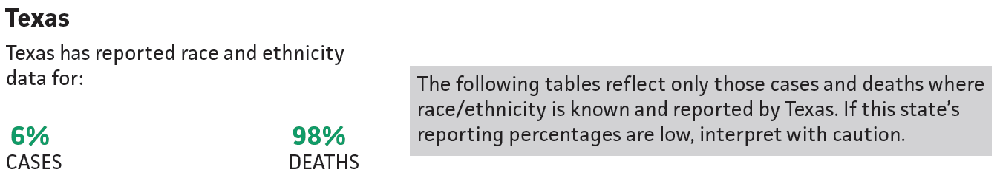 Texas
Texas has reported race and ethnicity
data for:
6%
CASES
98%
DEATHS
The following tables reflect only those cases and deaths where
race/ethnicity is known and reported by Texas. If this state’s
reporting percentages are low, interpret with caution.